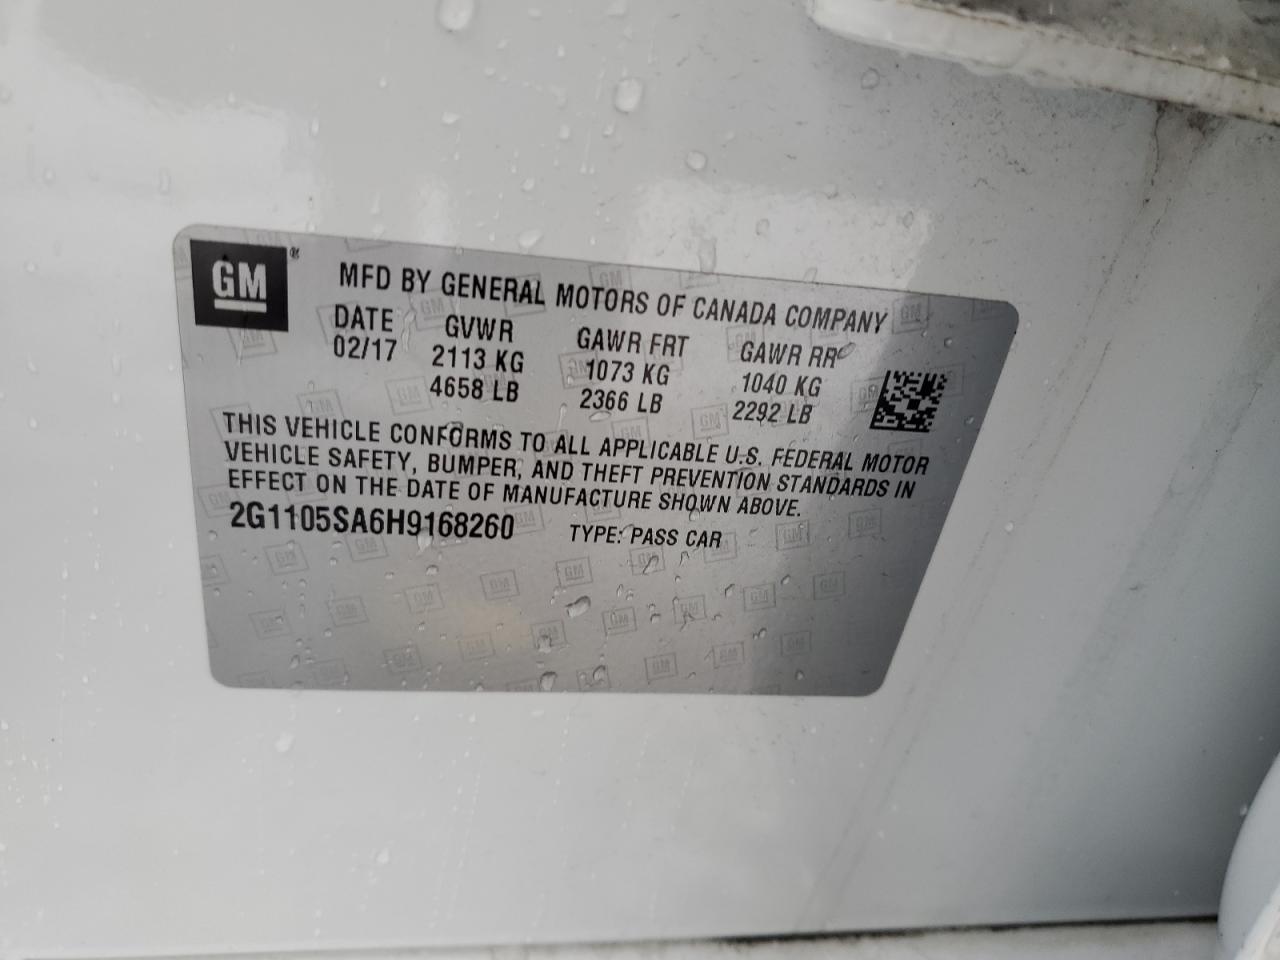 GM®
MFD BY GENERAL MOTORS OF CANADA COMPANY
DATE GVWR GAWR FRT GAWR RR
02/17 2113 KG 1073 KG 1040 KG
4658 LB 2366 LB 2292 LB
THIS VEHICLE CONFORMS TO ALL APPLICABLE U.S. FEDERAL MOTOR
VEHICLE SAFETY, BUMPER, AND THEFT PREVENTION STANDARDS IN
EFFECT ON THE DATE OF MANUFACTURE SHOWN ABOVE.
2G1105SA6H9168260 TYPE: PASS CAR